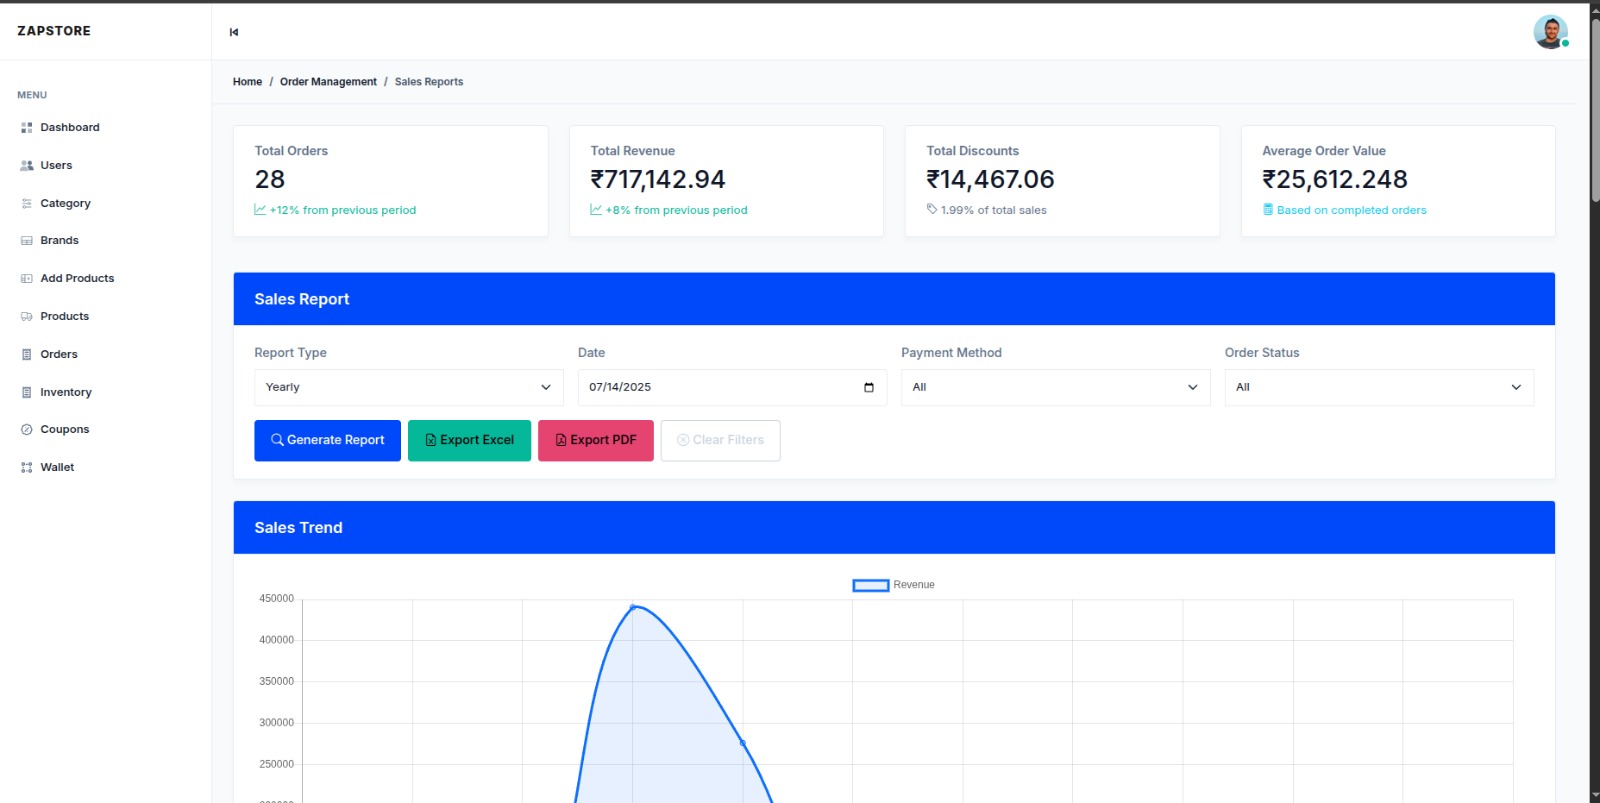 ZAPSTORE
Home / Order Management / Sales Reports
MENU
Dashboard
Users
Category
Brands
Add Products
Products
Orders
Inventory
Coupons
Wallet
Total Orders
28
+12% from previous period
Total Revenue
₹717,142.94
+8% from previous period
Total Discounts
₹14,467.06
1.99% of total sales
Average Order Value
₹25,612.248
Based on completed orders
Sales Report
Report Type
Yearly
Date
07/14/2025
Payment Method
All
Order Status
All
Generate Report
Export Excel
Export PDF
Clear Filters
Sales Trend
Revenue
450000
400000
350000
300000
250000